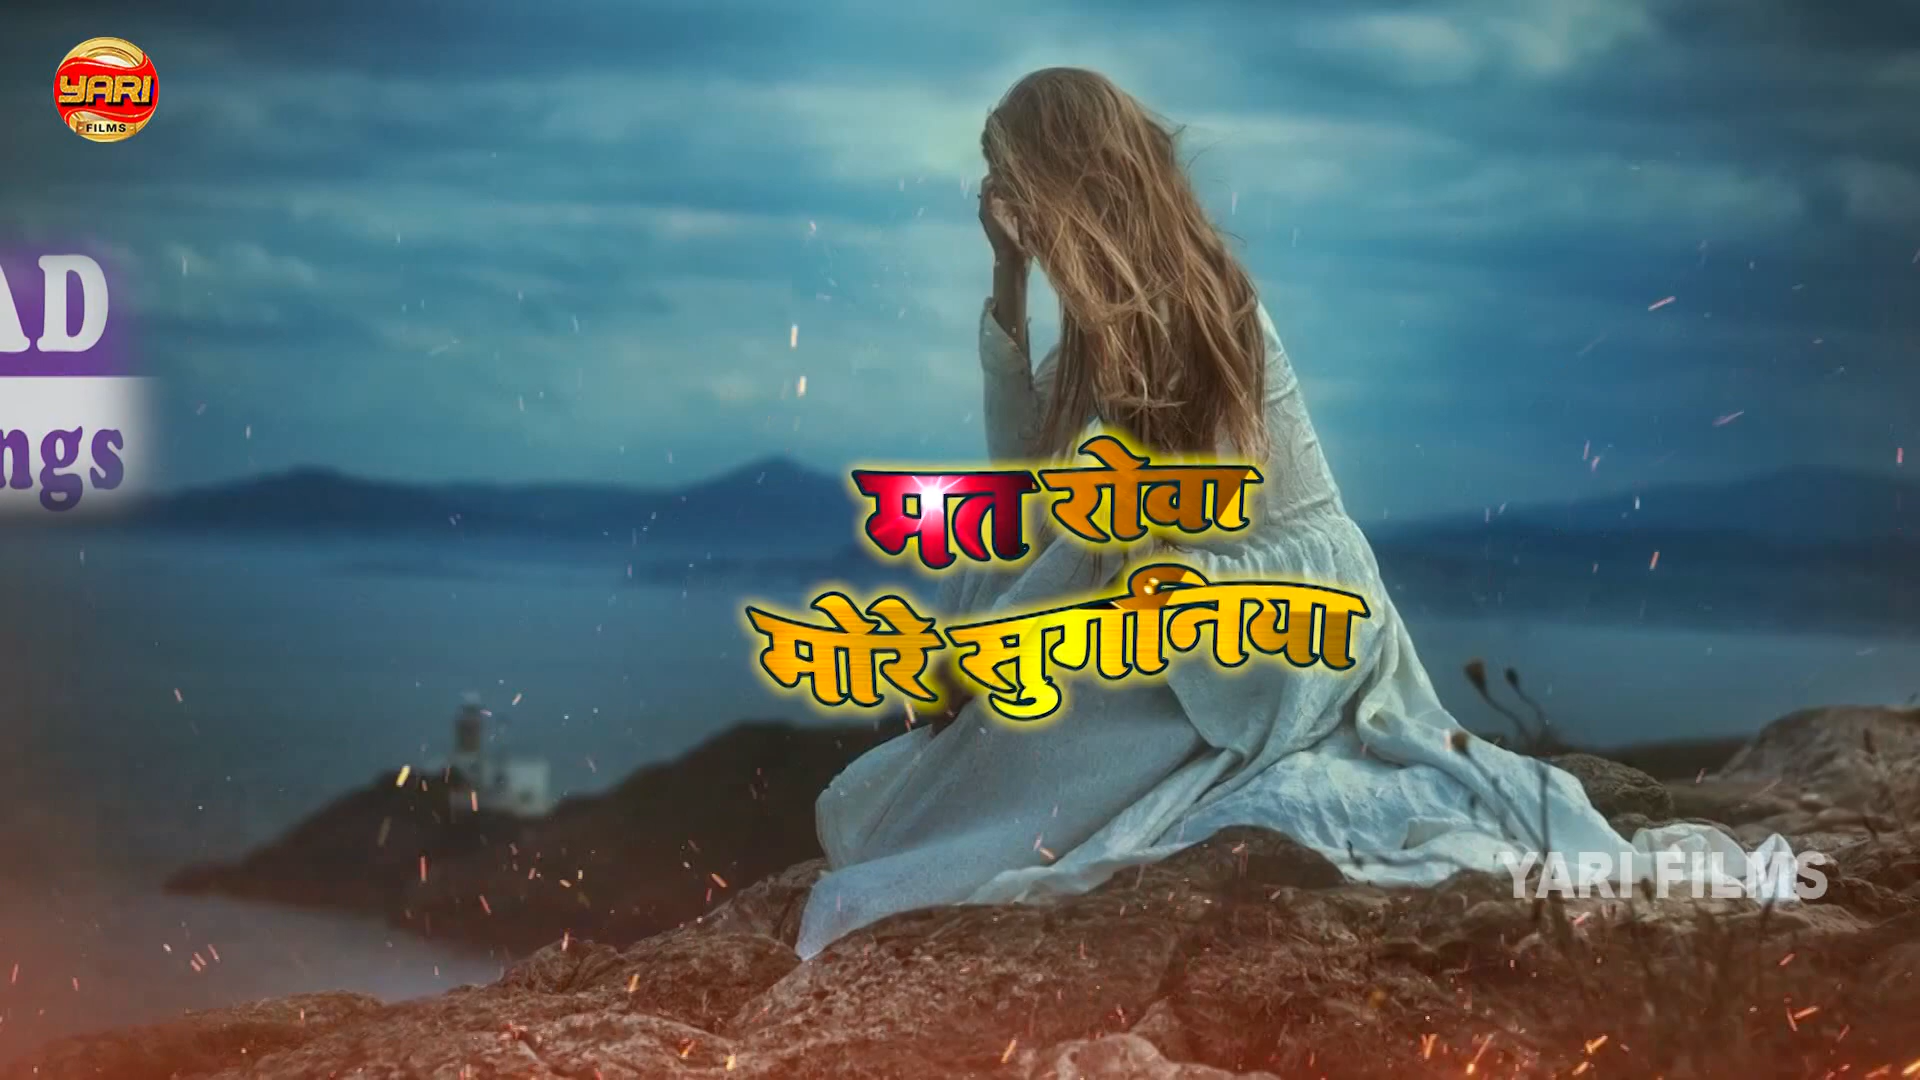 YARI
FILMS
AD
ngs
मत रोवा
मोरे सुगनिया
YARI FILMS